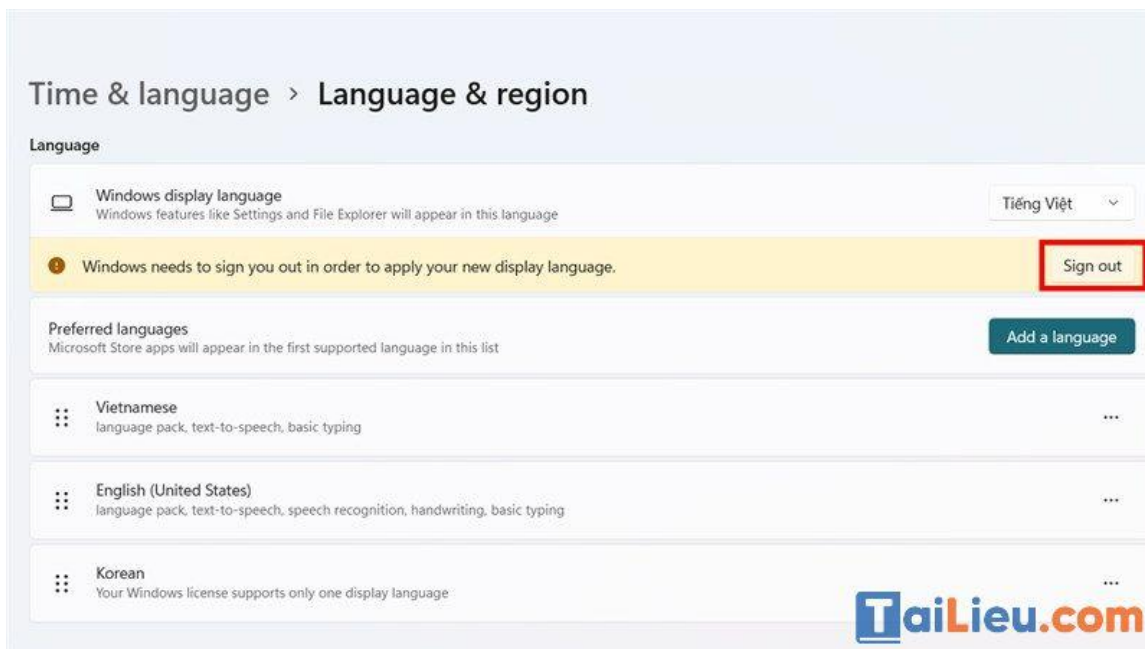 Time & language > Language & region
Language
Windows display language
Windows features like Settings and File Explorer will appear in this language
Tiếng Việt
Windows needs to sign you out in order to apply your new display language.
Sign out
Preferred languages
Microsoft Store apps will appear in the first supported language in this list
Add a language
Vietnamese
language pack, text-to-speech, basic typing
English (United States)
language pack, text-to-speech, speech recognition, handwriting, basic typing
Korean
Your Windows license supports only one display language
TaiLieu.com